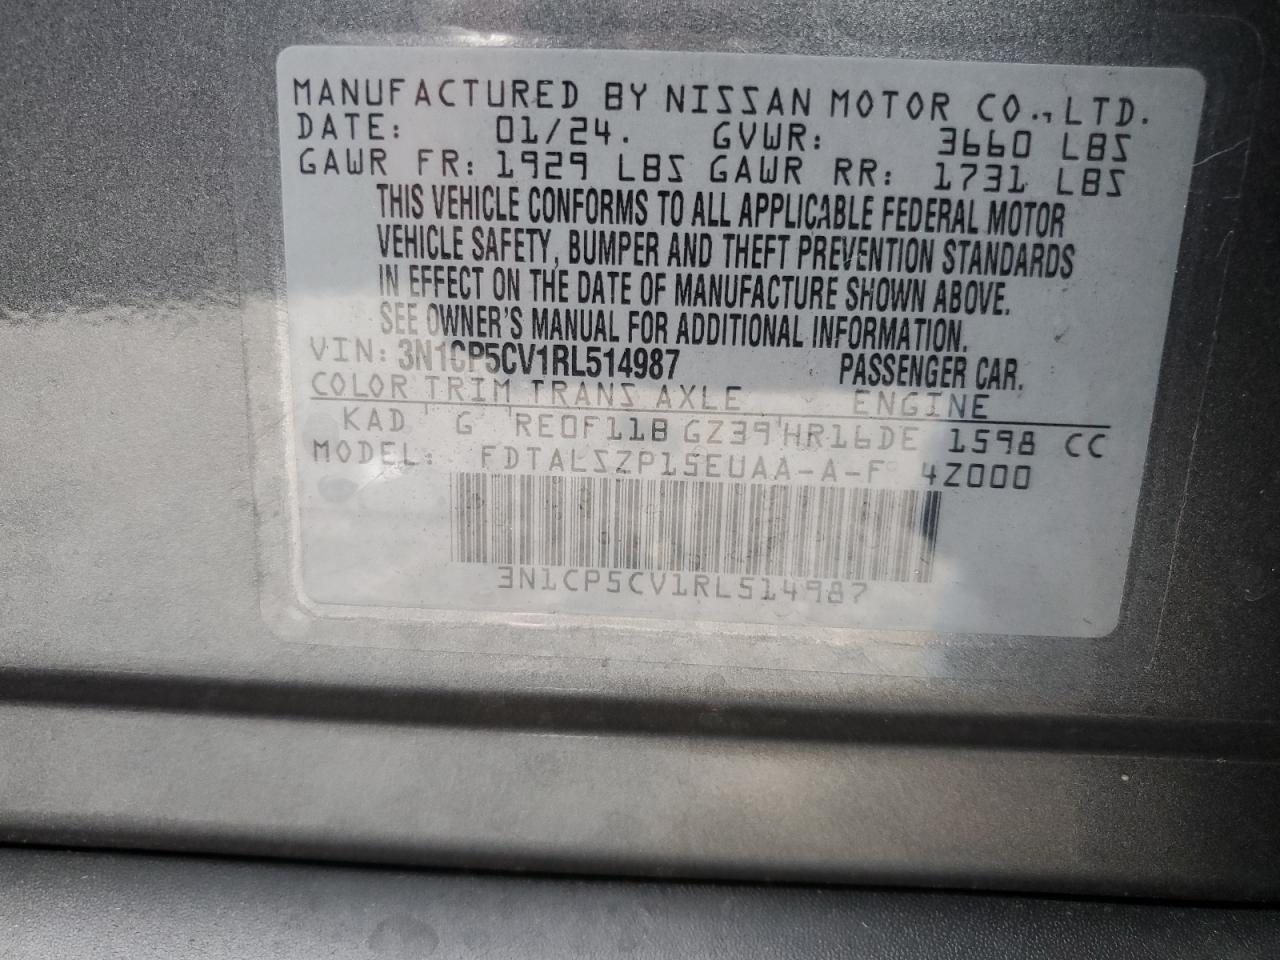 MANUFACTURED BY NISSAN MOTOR CO., LTD.
DATE: 01/24. GVWR: 3660 LBS
GAWR FR: 1929 LBS GAWR RR: 1731 LBS
THIS VEHICLE CONFORMS TO ALL APPLICABLE FEDERAL MOTOR
VEHICLE SAFETY, BUMPER AND THEFT PREVENTION STANDARDS
IN EFFECT ON THE DATE OF MANUFACTURE SHOWN ABOVE.
SEE OWNER'S MANUAL FOR ADDITIONAL INFORMATION.
VIN: 3N1CP5CV1RL514987 PASSENGER CAR.
COLOR TRIM TRANS AXLE ENGINE
KAD G RE0F11B GZ39 HR16DE 1598 CC
MODEL: FDTALSZP15EUAA-A-F 4Z000
3N1CP5CV1RL514987